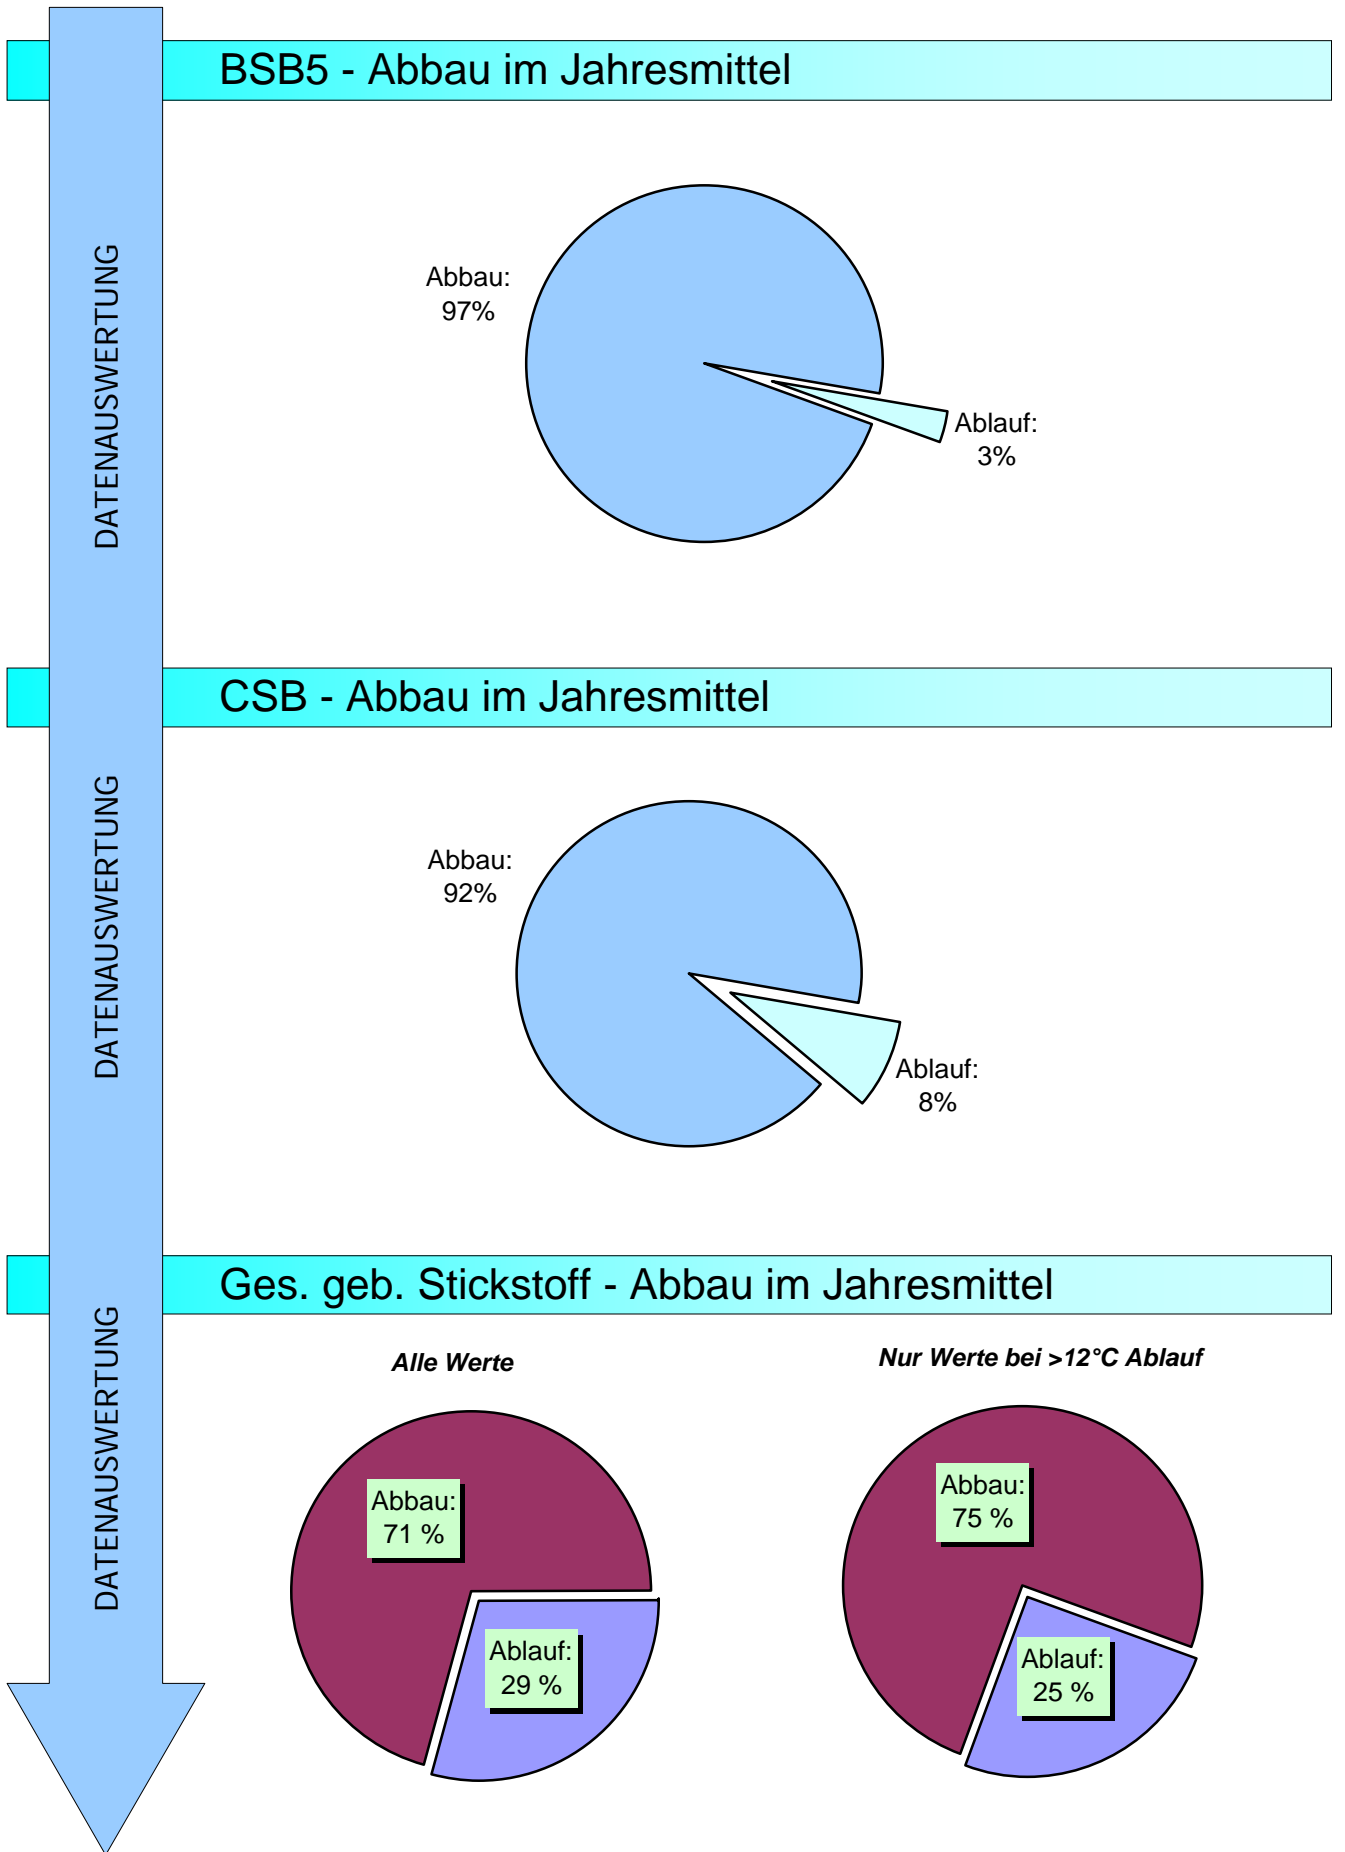 BSB5 - Abbau im Jahresmittel
DATENAUSWERTUNG
Abbau:
97%
Ablauf:
3%
CSB - Abbau im Jahresmittel
DATENAUSWERTUNG
Abbau:
92%
Ablauf:
8%
Ges. geb. Stickstoff - Abbau im Jahresmittel
DATENAUSWERTUNG
Alle Werte
Abbau:
71 %
Ablauf:
29 %
Nur Werte bei >12°C Ablauf
Abbau:
75 %
Ablauf:
25 %